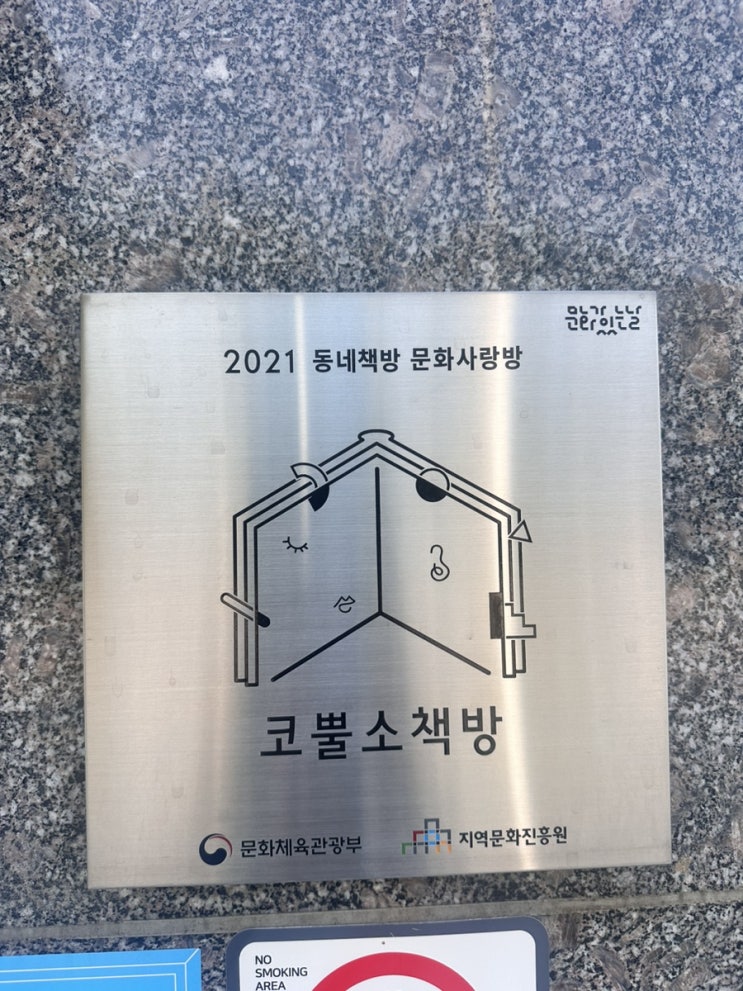 문화가 있는 날
2021 동네책방 문화사랑방
코뿔소책방
문화체육관광부
지역문화진흥원
NO
SMOKING
AREA